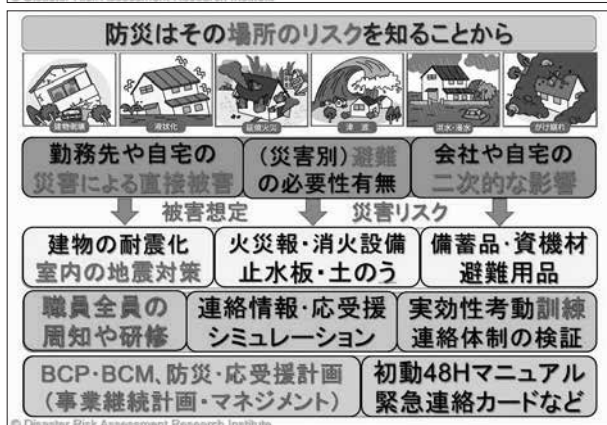 防災はその場所のリスクを知ることから
建物倒壊
液状化
延焼火災
津波
洪水・浸水
がけ崩れ
勤務先や自宅の
災害による直接被害
(災害別)避難
の必要性有無
会社や自宅の
二次的な影響
被害想定
災害リスク
建物の耐震化
室内の地震対策
火災報・消火設備
止水板・土のう
備蓄品・資機材
避難用品
職員全員の
周知や研修
連絡情報・応受援
シミュレーション
実効性考動訓練
連絡体制の検証
BCP・BCM、防災・応受援計画
(事業継続計画・マネジメント)
初動48Hマニュアル
緊急連絡カードなど
© Disaster Risk Assessment Research Institute